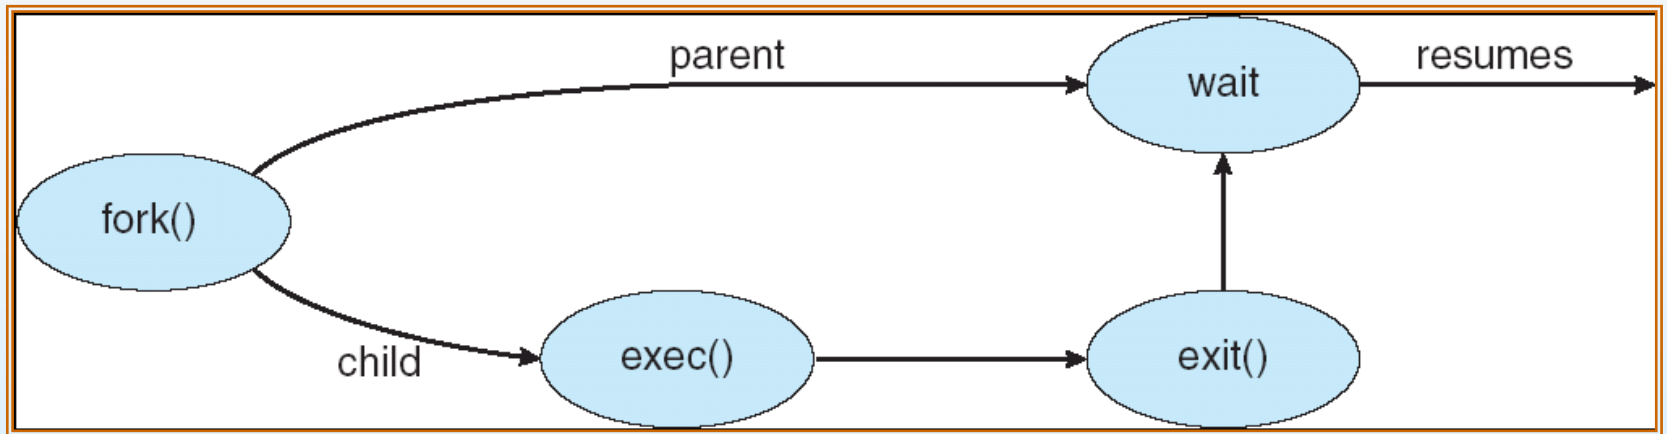 parent
wait
resumes
fork()
child
exec()
exit()